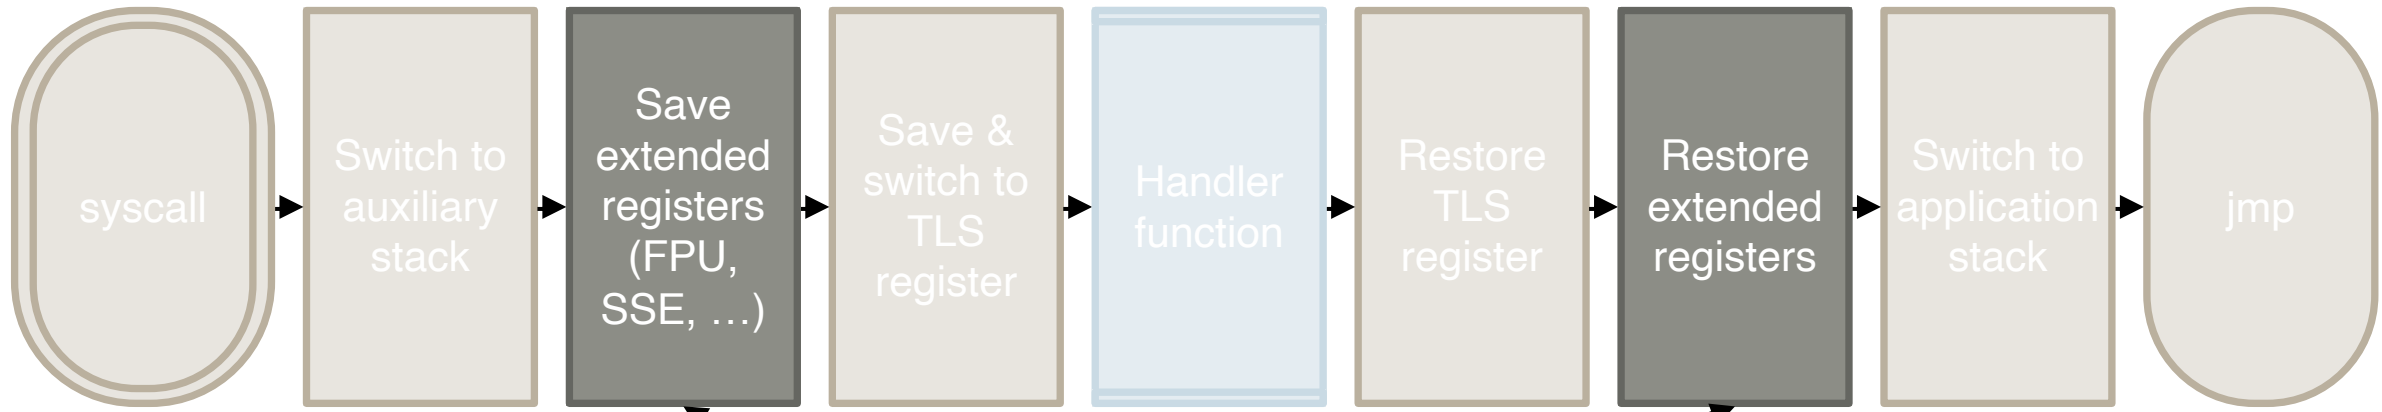 syscall
Switch to
auxiliary
stack
Save
extended
registers
(FPU,
SSE, …)
Save &
switch to
TLS
register
Handler
function
Restore
TLS
register
Restore
extended
registers
Switch to
application
stack
jmp